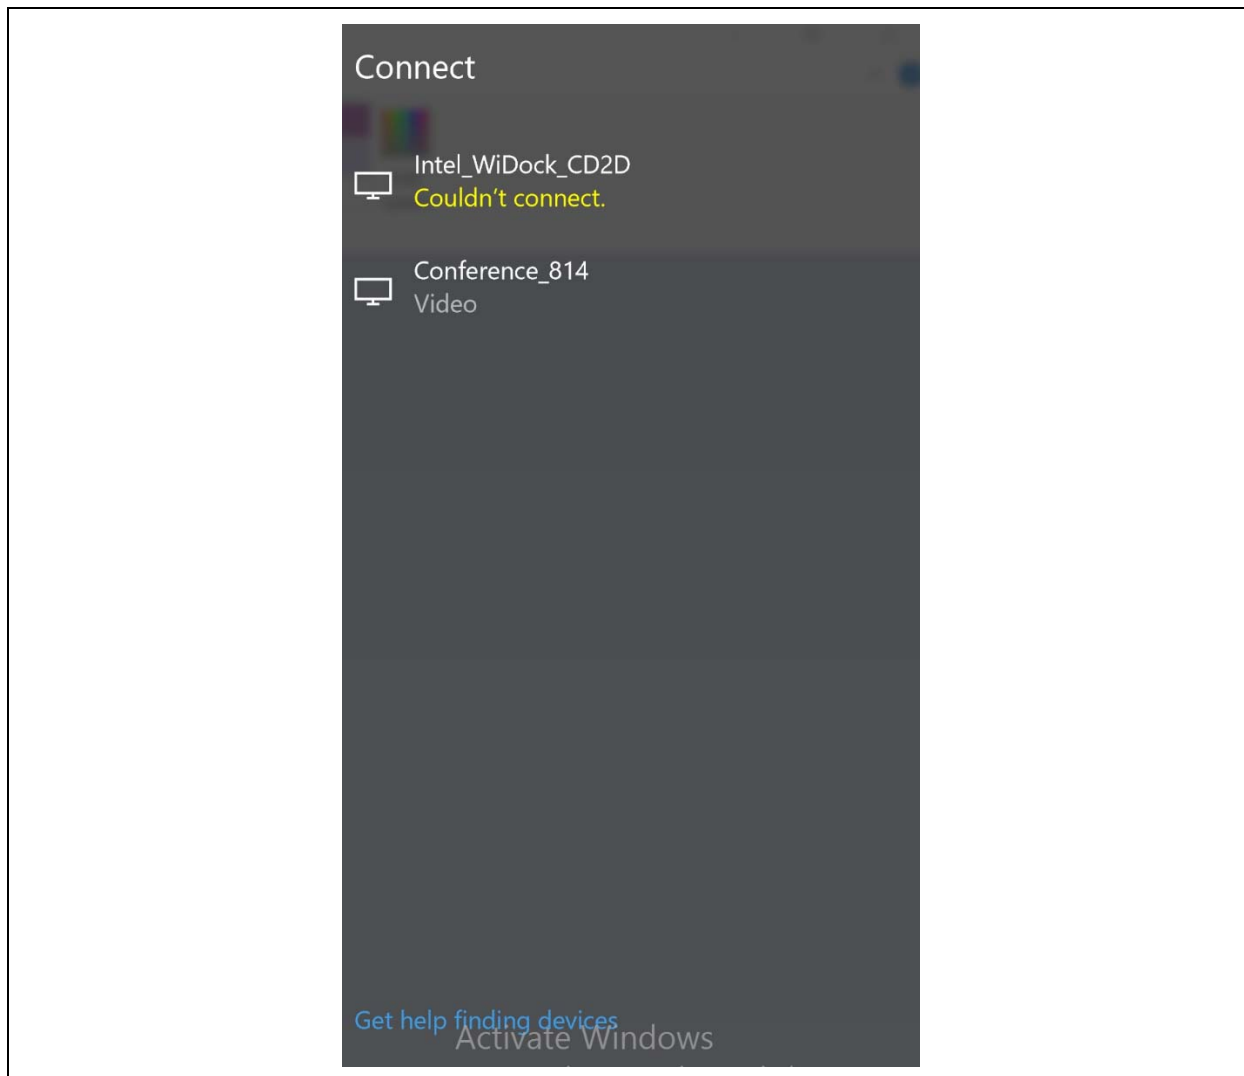 Connect
Intel_WiDock_CD2D
Couldn't connect.
Conference_814
Video
Get help finding devices
Activate Windows